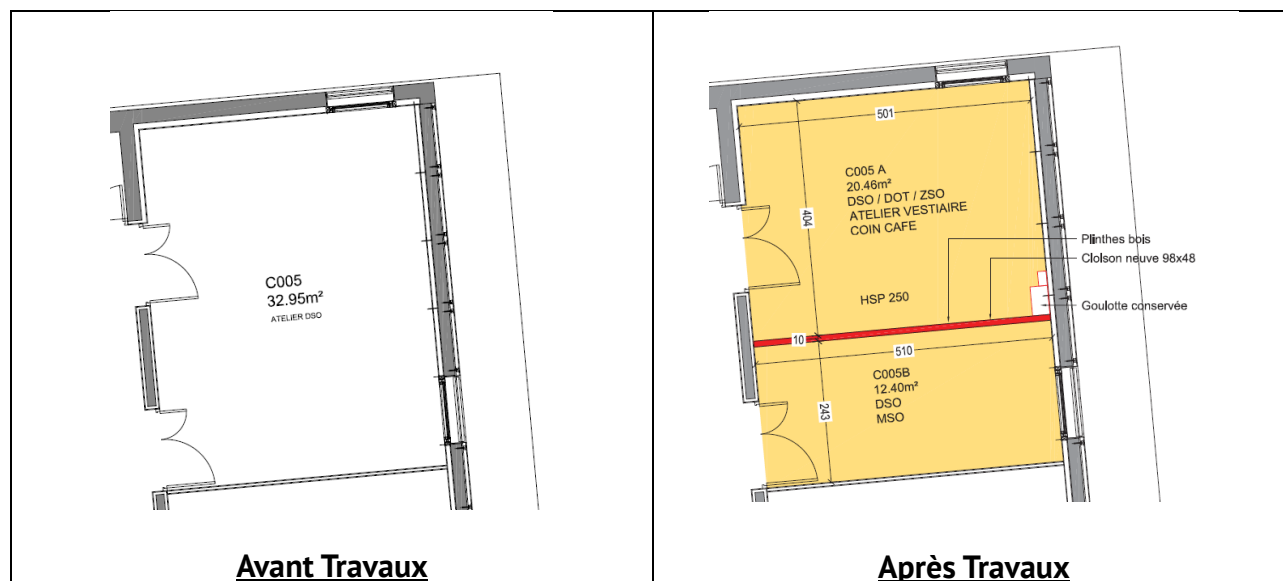 C005
32.95m²
ATELIER DSO
Avant Travaux
501
C005 A
20.46m²
DSO / DOT / ZSO
ATELIER VESTIAIRE
COIN CAFE
404
Plinthes bois
Cloison neuve 98x48
HSP 250
Goulotte conservée
10
510
C005B
12.40m²
DSO
MSO
243
Après Travaux